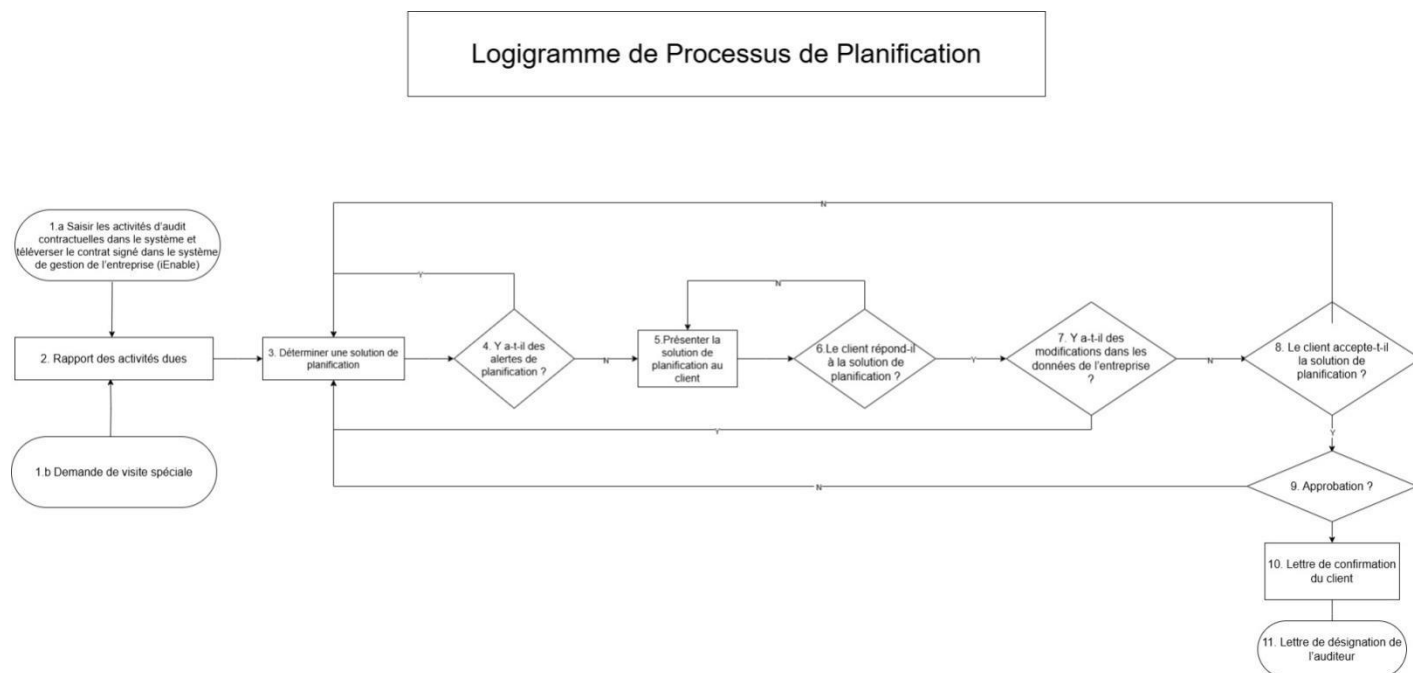 Logigramme de Processus de Planification
1.a Saisir les activités d’audit
contractuelles dans le système et
téléverser le contrat signé dans le système
de gestion de l’entreprise (iEnable)
2. Rapport des activités dues
1.b Demande de visite spéciale
3. Déterminer une solution de
planification
4. Y a-t-il des
alertes de
planification ?
Y
N
5.Présenter la
solution de
planification au
client
6.Le client répond-il
à la solution de
planification ?
N
Y
7. Y a-t-il des
modifications dans les
données de l’entreprise
?
Y
N
8. Le client accepte-t-il
la solution de
planification ?
N
Y
9. Approbation ?
N
10. Lettre de confirmation
du client
11. Lettre de désignation de
l’auditeur